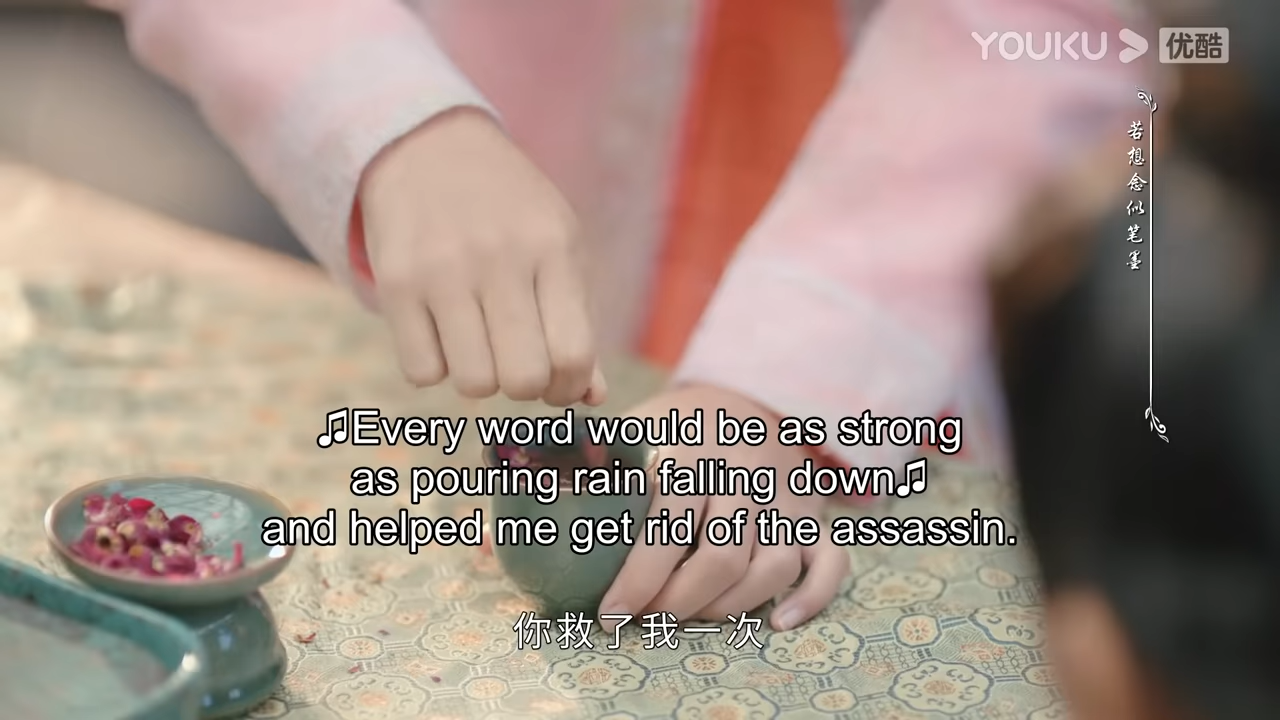 YOUKU 优酷
若想念似笔墨
♫Every word would be as strong
as pouring rain falling down♫
and helped me get rid of the assassin.
你救了我一次